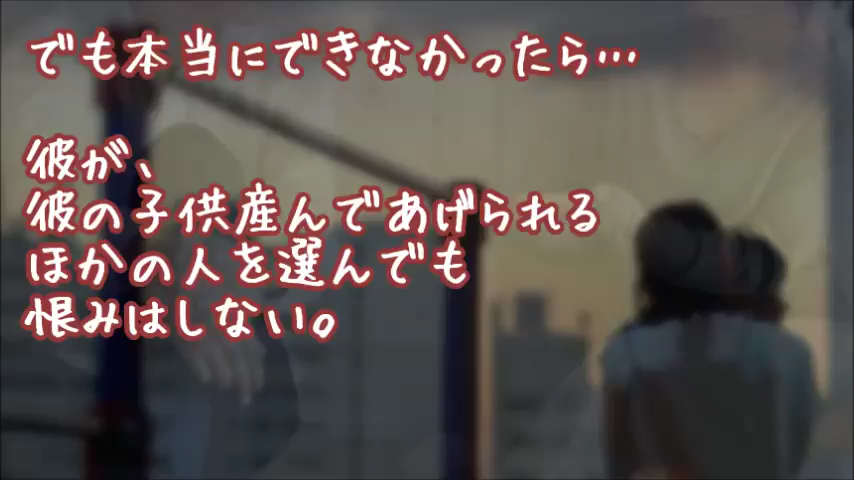 でも本当にできなかったら…
彼が、
彼の子供産んであげられる
ほかの人を選んでも
恨みはしない。